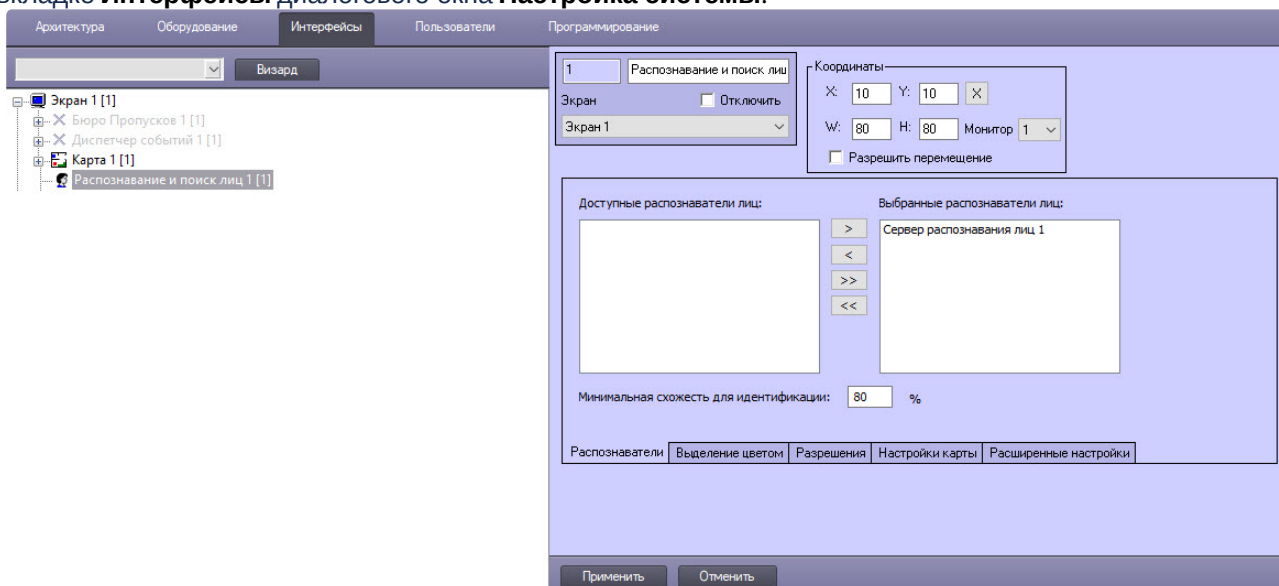 вкладке Интерфейсы диалогового окна Настройка системы.
Архитектура Оборудование Интерфейсы Пользователи Программирование
Визард
Экран 1 [1]
Бюро Пропусков 1 [1]
Диспетчер событий 1 [1]
Карта 1 [1]
Распознавание и поиск лиц 1 [1]
1 Распознавание и поиск лиц
Экран Отключить
Экран 1
Координаты
X: 10 Y: 10 X
W: 80 H: 80 Монитор 1
Разрешить перемещение
Доступные распознаватели лиц: Выбранные распознаватели лиц:
Сервер распознавания лиц 1
>
<
>>
<<
Минимальная схожесть для идентификации: 80 %
Распознаватели Выделение цветом Разрешения Настройки карты Расширенные настройки
Применить Отменить